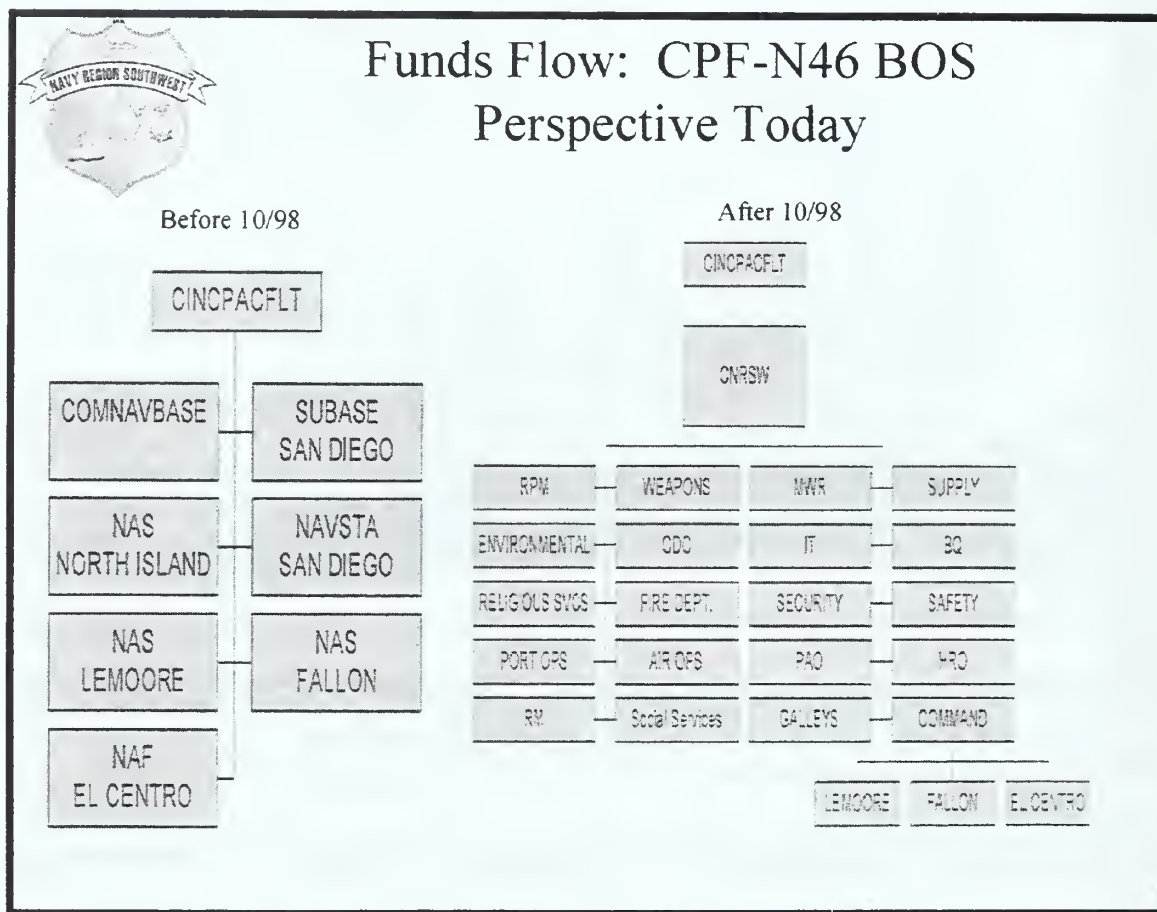 NAVY REGION SOUTHWEST
Funds Flow: CPF-N46 BOS
Perspective Today
Before 10/98
CINCPACFLT
COMNAVBASE
SUBASE
SAN DIEGO
NAS
NORTH ISLAND
NAVSTA
SAN DIEGO
NAS
LEMOORE
NAS
FALLON
NAF
EL CENTRO
After 10/98
CINCPACFLT
CNRSW
RPM
WEAPONS
MWR
SUPPLY
ENVIRONMENTAL
CDC
IT
BQ
RELIGIOUS SVCS
FIRE DEPT.
SECURITY
SAFETY
PORT OPS
AIR OPS
PAO
HRO
RM
Social Services
GALLEYS
COMMAND
LEMOORE
FALLON
EL CENTRO